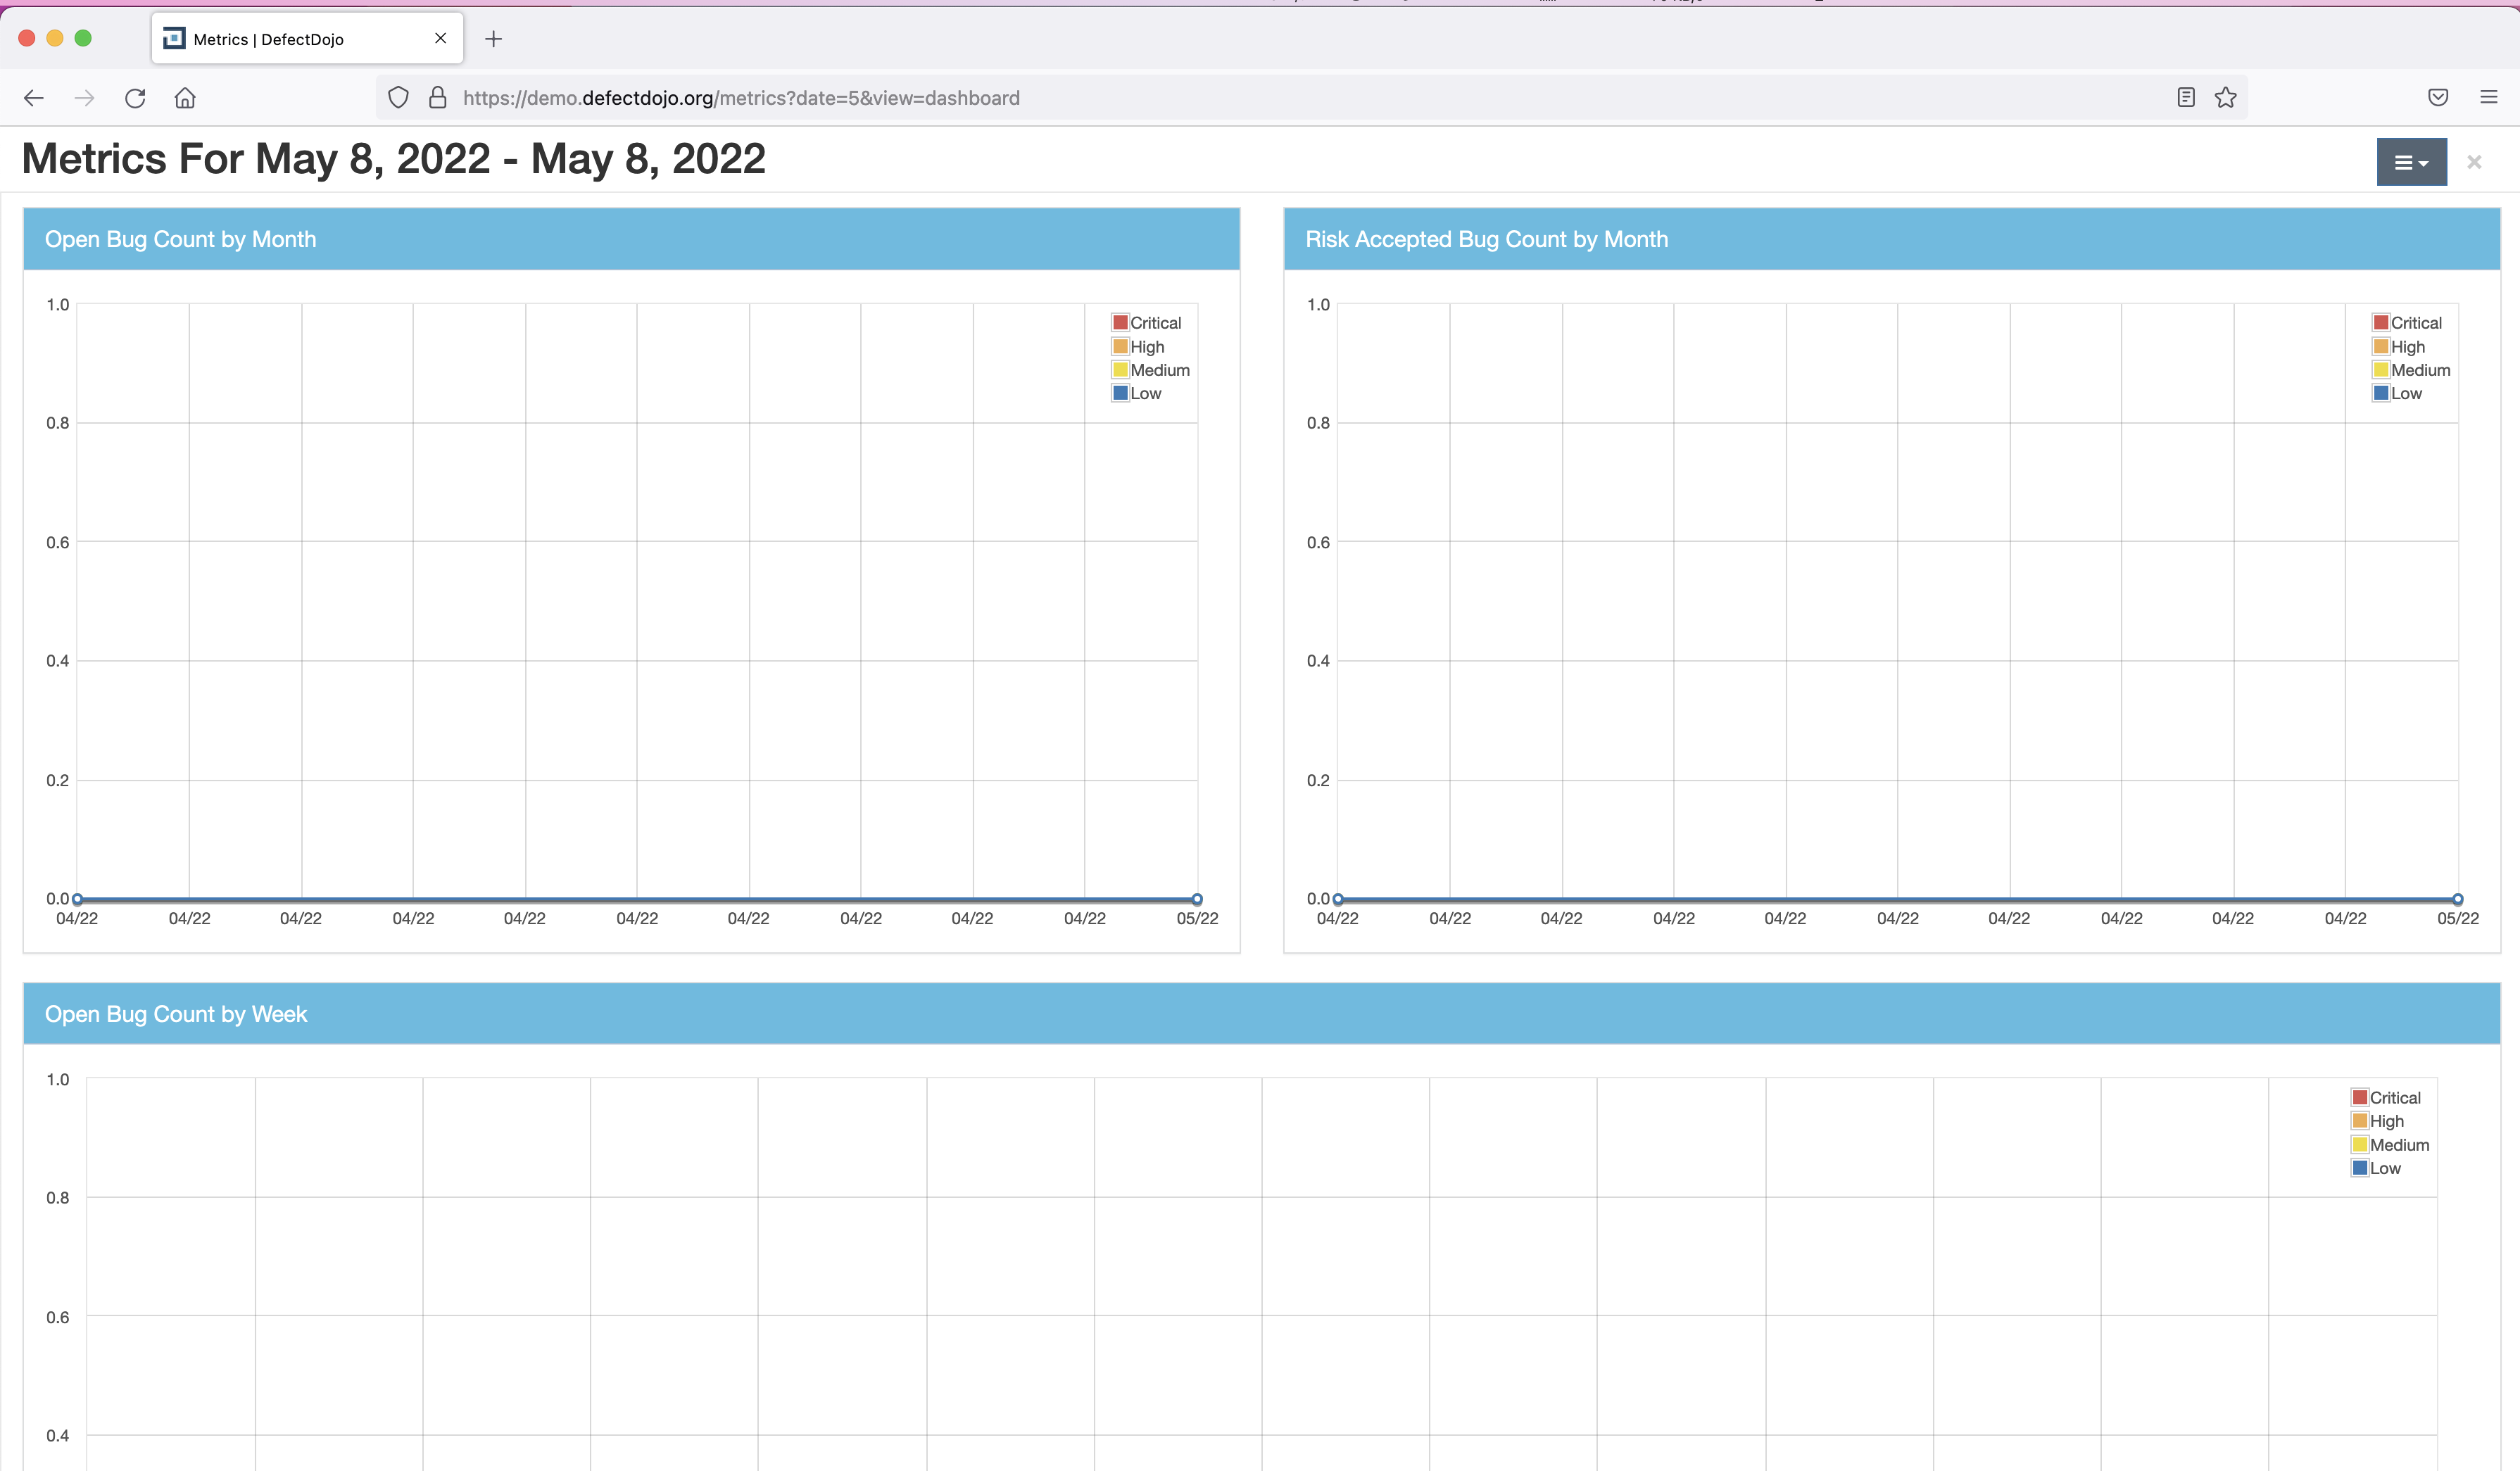 Metrics | DefectDojo
https://demo.defectdojo.org/metrics?date=5&view=dashboard
Metrics For May 8, 2022 - May 8, 2022
Open Bug Count by Month
1.0
0.8
0.6
0.4
0.2
0.0
Critical
High
Medium
Low
04/22 04/22 04/22 04/22 04/22 04/22 04/22 04/22 04/22 04/22 05/22
Risk Accepted Bug Count by Month
1.0
0.8
0.6
0.4
0.2
0.0
Critical
High
Medium
Low
04/22 04/22 04/22 04/22 04/22 04/22 04/22 04/22 04/22 04/22 05/22
Open Bug Count by Week
1.0
0.8
0.6
0.4
Critical
High
Medium
Low